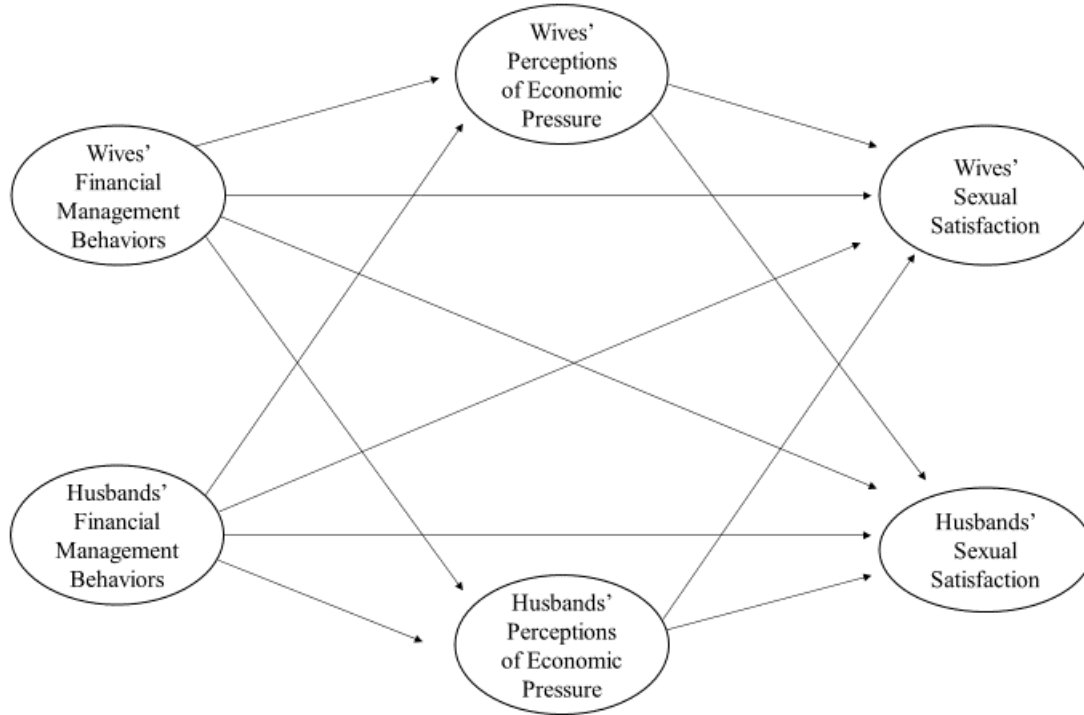 Wives’
Perceptions
of Economic
Pressure
Wives’
Financial
Management
Behaviors
Wives’
Sexual
Satisfaction
Husbands’
Financial
Management
Behaviors
Husbands’
Sexual
Satisfaction
Husbands’
Perceptions
of Economic
Pressure